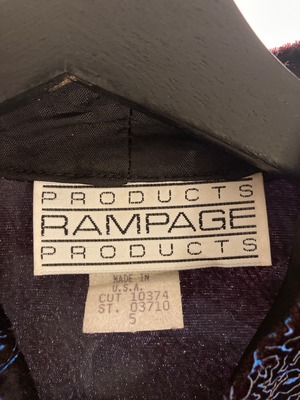 PRODUCTS
RAMPAGE
PRODUCTS
MADE IN
U.S.A.
CUT 10374
ST. 03710
5